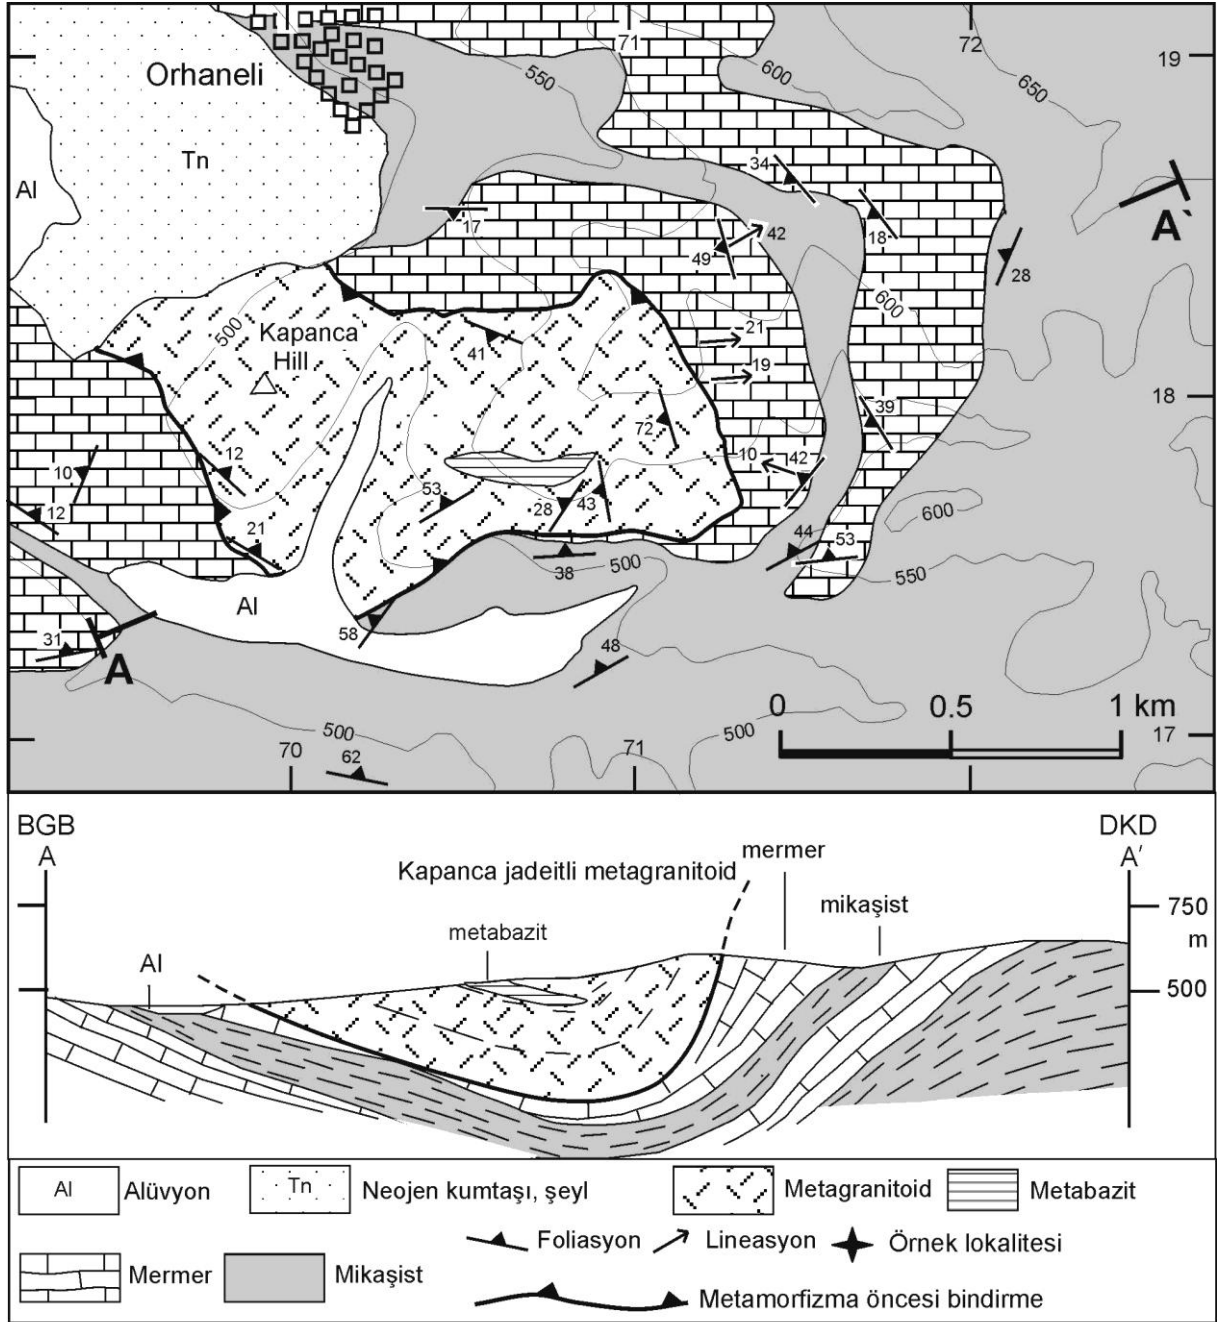 71
72
19
550
600
650
Orhaneli
Tn
Al
34
17
42
49
18
A`
28
600
500
Kapanca
Hill
41
21
19
18
39
72
12
10
12
53
28
43
10
42
21
38
500
44
53
600
550
Al
58
31
A
48
500
62
70
71
500
17
0
0.5
1 km
BGB
A
DKD
A'
Kapanca jadeitli metagranitoid
mermer
mikaşist
metabazit
Al
750
m
500
500
Al
Alüvyon
Tn
Neojen kumtaşı, şeyl
Metagranitoid
Metabazit
Foliasyon
Lineasyon
Örnek lokalitesi
Mermer
Mikaşist
Metamorfizma öncesi bindirme